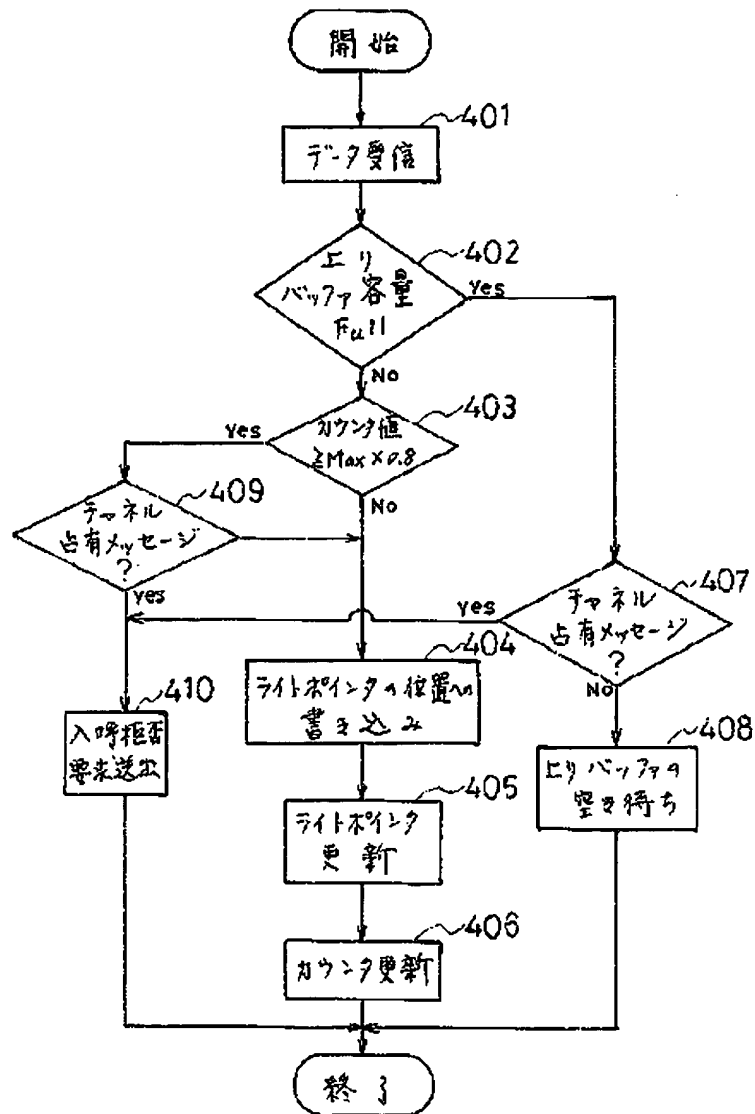 開始
401
データ受信
402
上り
バッファ容量
Full
Yes
No
403
カウンタ値
≧Max×0.8
Yes
No
409
チャネル
占有メッセージ
?
Yes
407
チャネル
占有メッセージ
?
Yes
No
404
ライトポインタの位置への
書き込み
410
入呼拒否
要求送出
408
上りバッファの
空き待ち
405
ライトポインタ
更新
406
カウンタ更新
終了